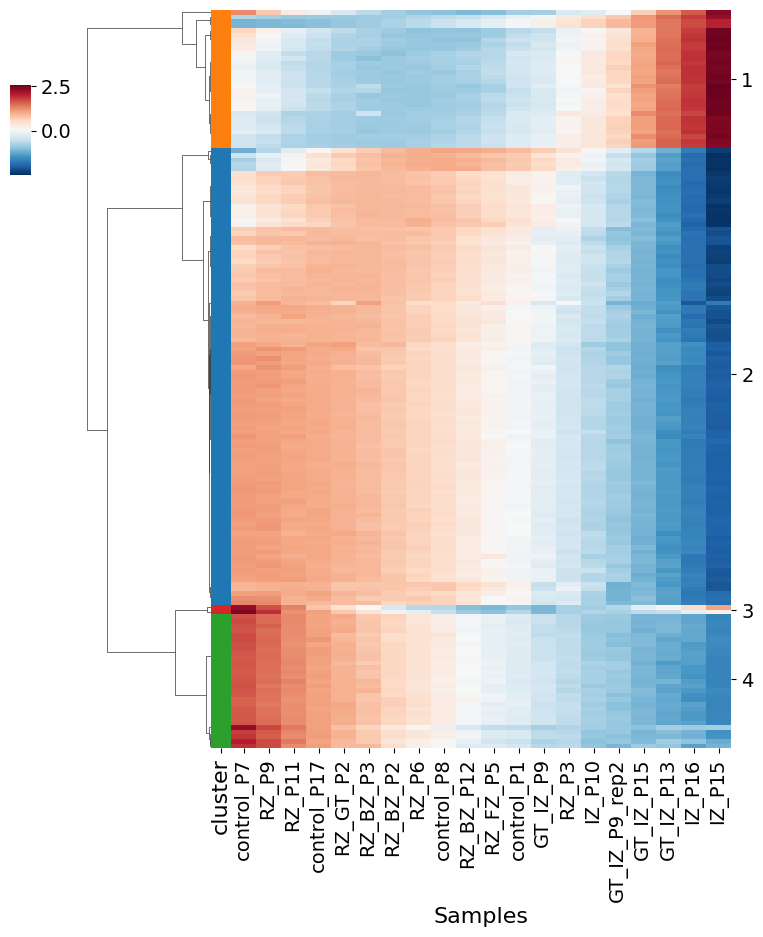 2.5
0.0
1
2
3
4
cluster
control_P7
RZ_P9
RZ_P11
control_P17
RZ_GT_P2
RZ_BZ_P3
RZ_BZ_P2
RZ_P6
control_P8
RZ_BZ_P12
RZ_FZ_P5
control_P1
GT_IZ_P9
RZ_P3
IZ_P10
GT_IZ_P9_rep2
GT_IZ_P15
GT_IZ_P13
IZ_P16
IZ_P15
Samples